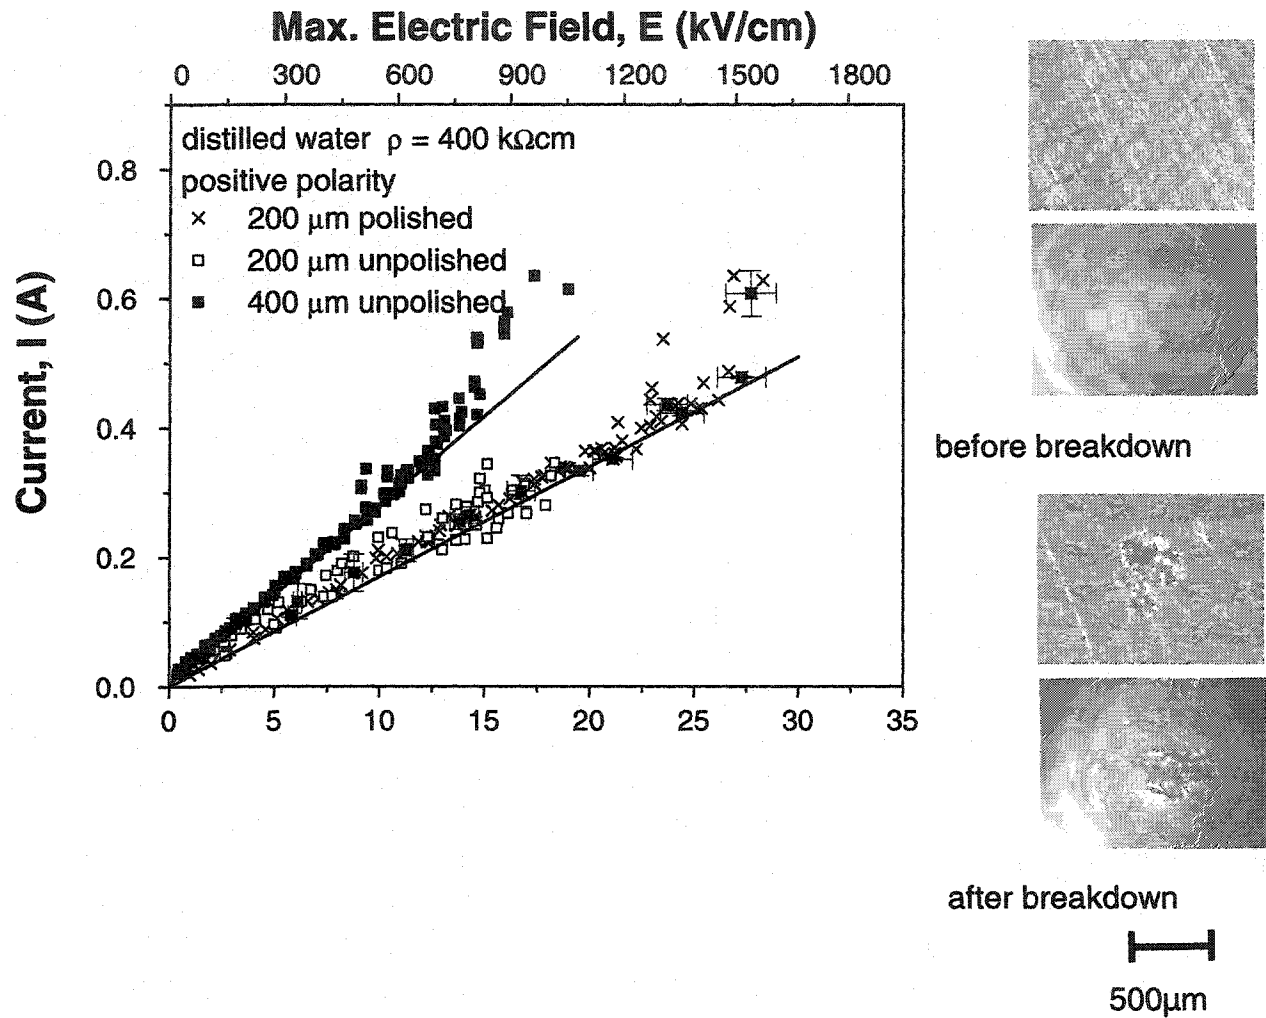 Max. Electric Field, E (kV/cm)
0 300 600 900 1200 1500 1800
distilled water ρ = 400 kΩcm
positive polarity
× 200 μm polished
200 μm unpolished
400 μm unpolished
Current, I (A)
0.8
0.6
0.4
0.2
0.0
0 5 10 15 20 25 30 35
before breakdown
after breakdown
500μm